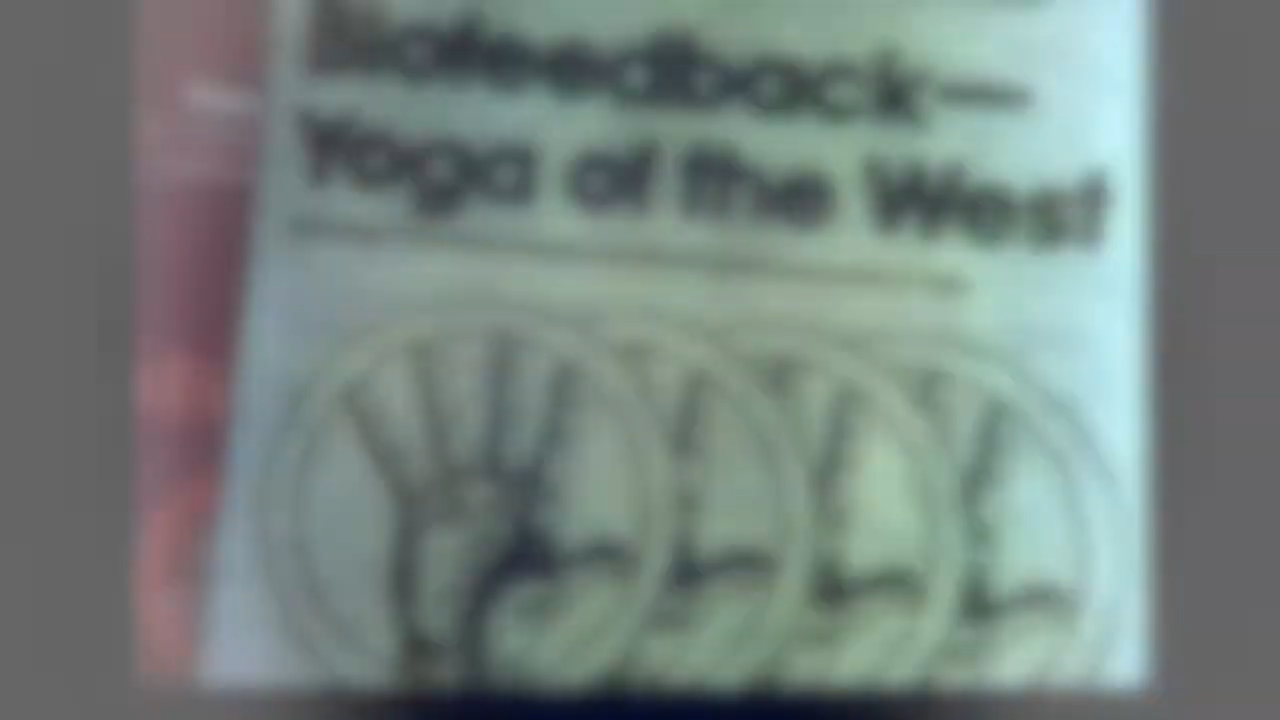 Biofeedback—
Yoga of the West